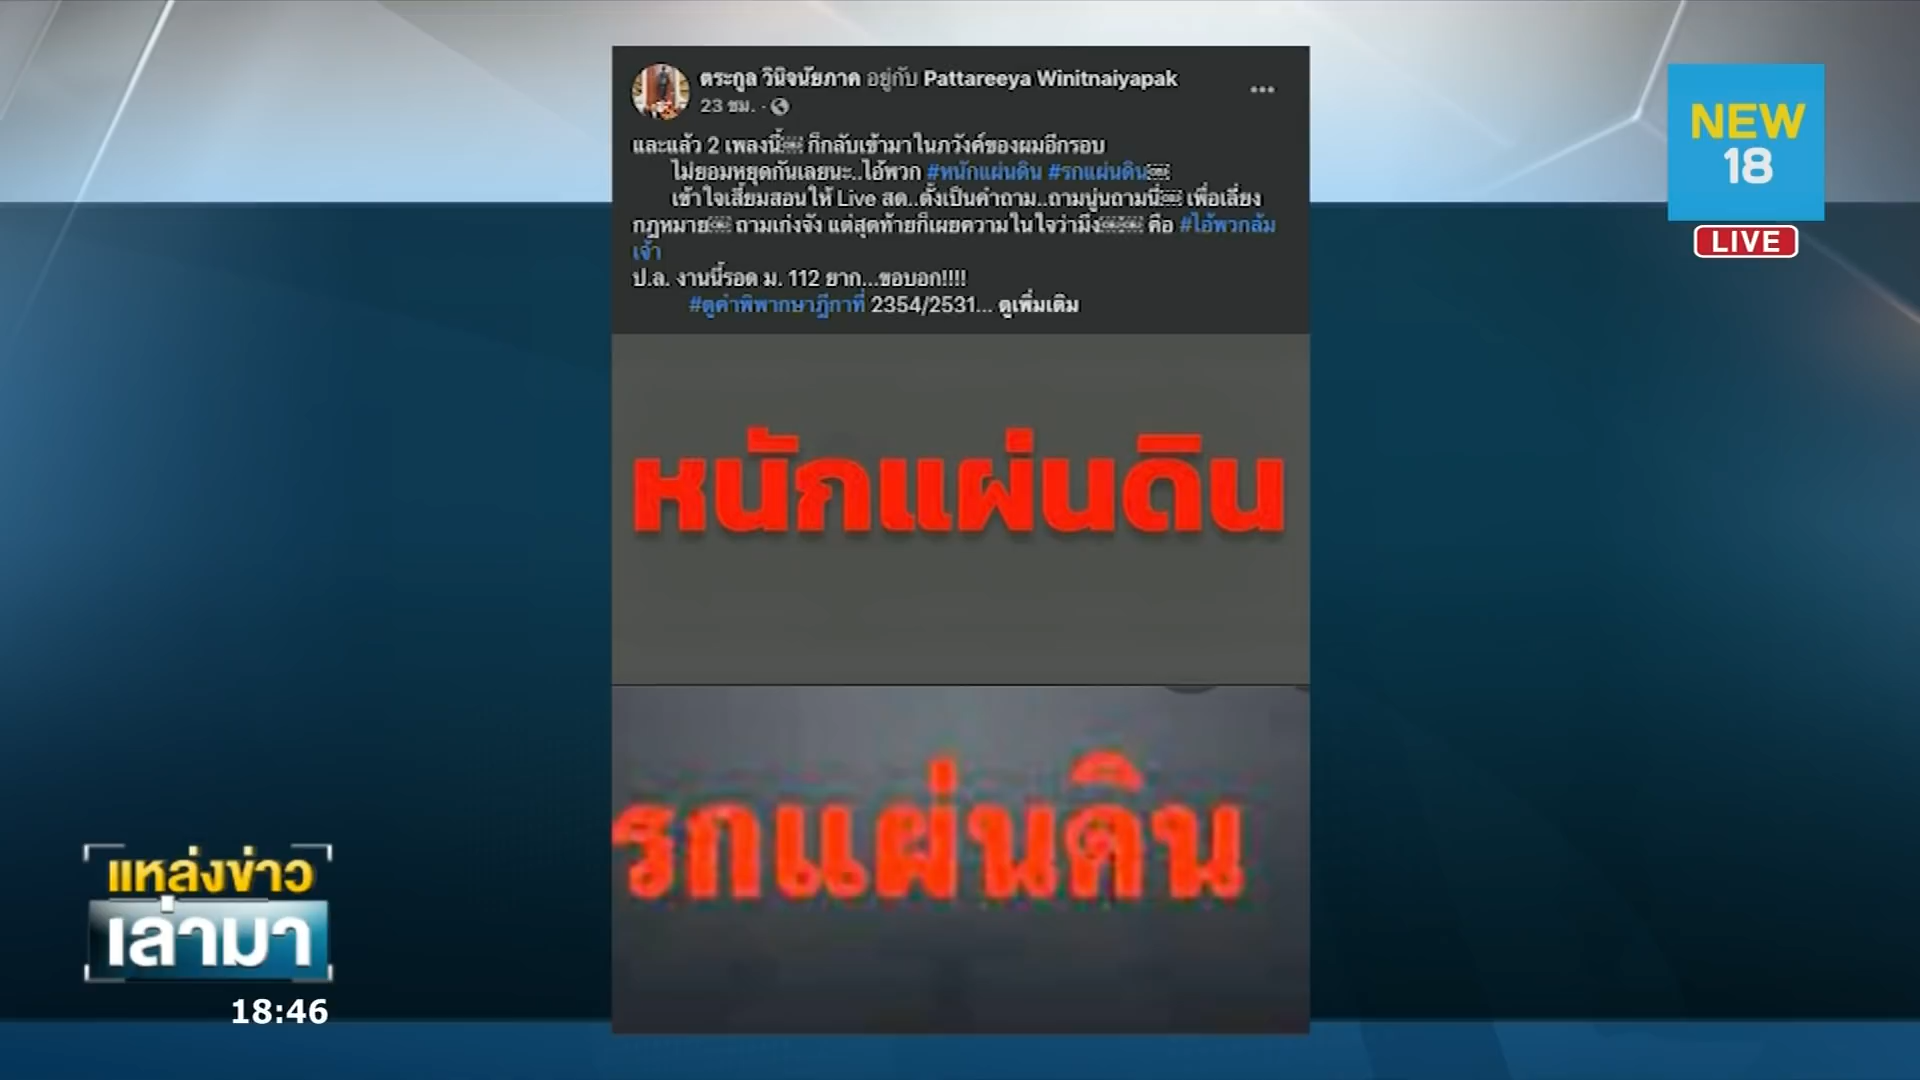 ตระกูล วินิจนัยภาค อยู่กับ Pattareeya Winitnaiyapak
23 ชม.
และแล้ว 2 เพลงนี้ ก็กลับเข้ามาในภวังค์ของผมอีกรอบ
ไม่ยอมหยุดกันเลยนะ..ไอ้พวก #หนักแผ่นดิน #รกแผ่นดิน
เข้าใจเสี้ยมสอนให้ Live สด..ตั้งเป็นคำถาม..ถามนู่นถามนี่ เพื่อเลี่ยง
กฎหมาย ถามเก่งจัง แต่สุดท้ายก็เผยความในใจว่ามึง คือ #ไอ้พวกล้ม
เจ้า
ป.ล. งานนี้รอด ม. 112 ยาก...ขอบอก!!!!
#ดูคำพิพากษาฎีกาที่ 2354/2531... ดูเพิ่มเติม
หนักแผ่นดิน
รกแผ่นดิน
NEW
18
LIVE
แหล่งข่าว
เล่ามา
18:46